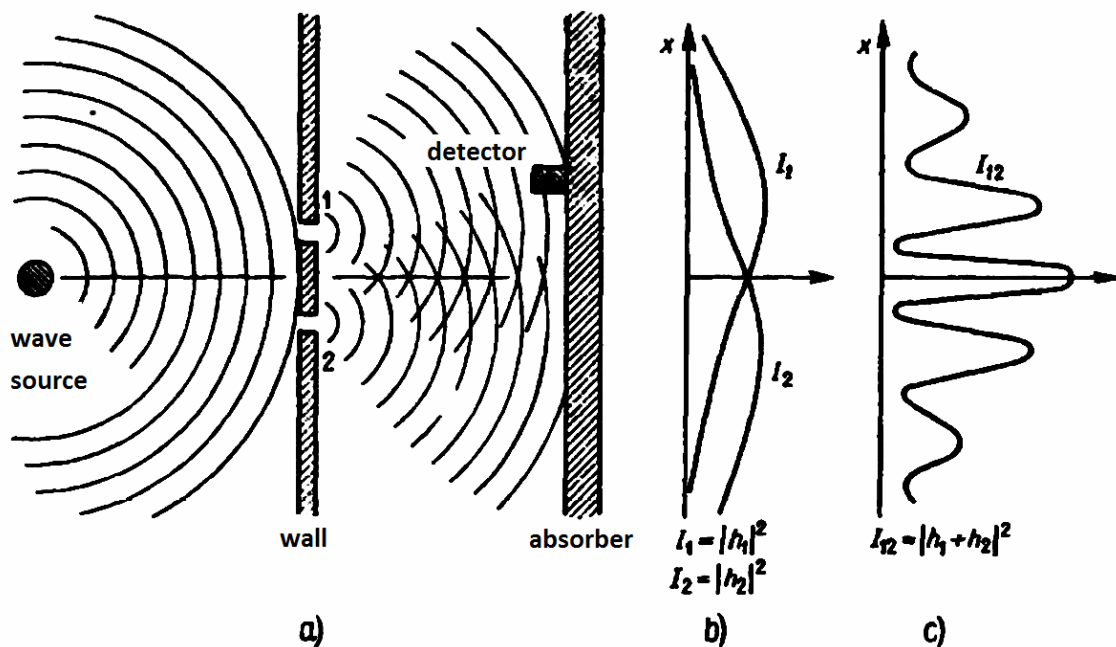 wave
source
1
2
wall
detector
absorber
a)
x
I₁
I₂
I₁ = |h₁|²
I₂ = |h₂|²
b)
x
I₁₂
I₁₂ = |h₁ + h₂|²
c)